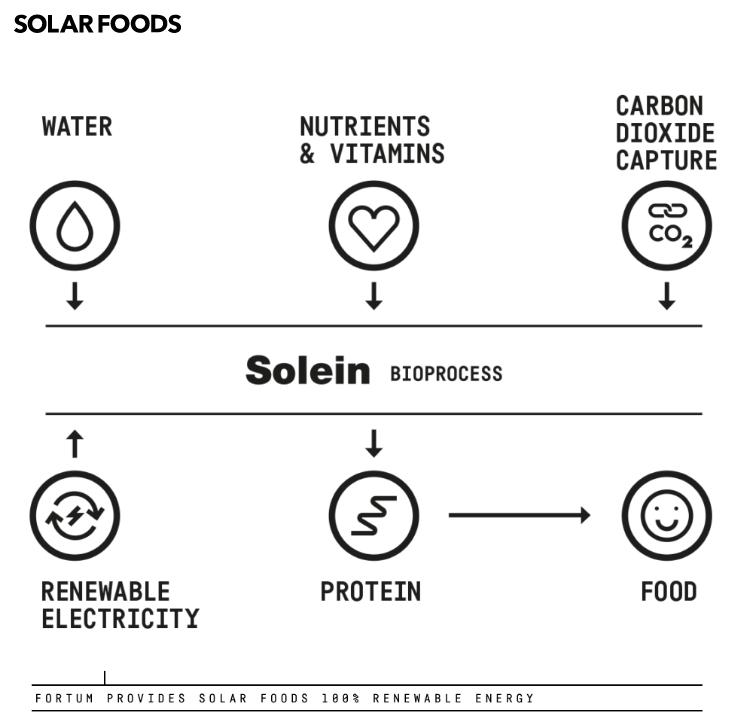 SOLAR FOODS
WATER
NUTRIENTS
& VITAMINS
CARBON
DIOXIDE
CAPTURE
CO₂
Solein BIOPROCESS
RENEWABLE
ELECTRICITY
PROTEIN
FOOD
FORTUM PROVIDES SOLAR FOODS 100% RENEWABLE ENERGY